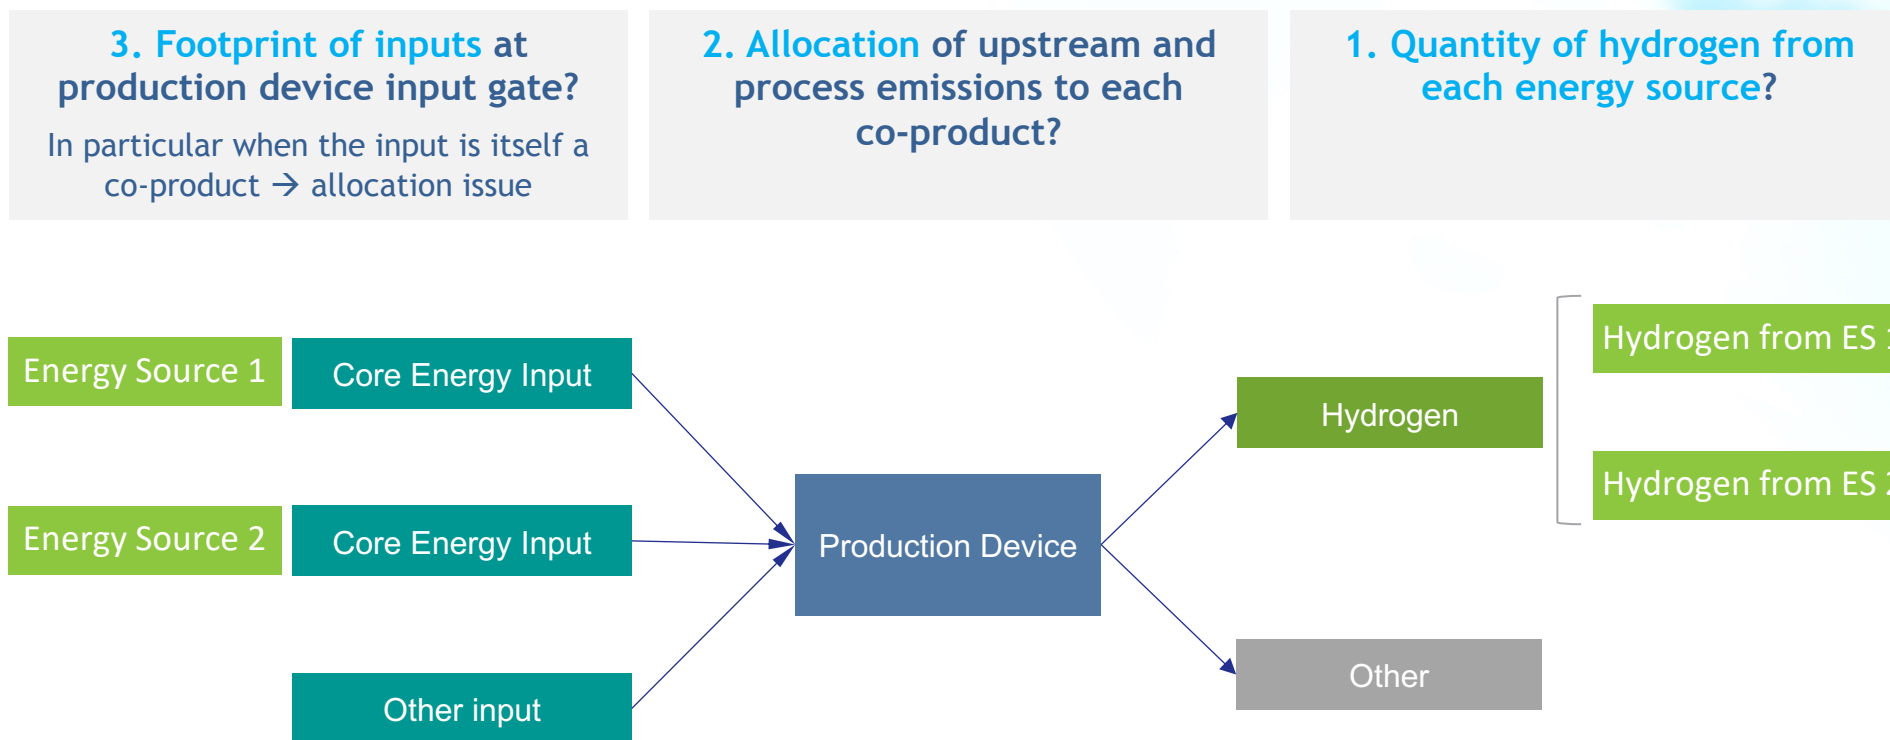 3. Footprint of inputs at
production device input gate?
In particular when the input is itself a
co-product → allocation issue
2. Allocation of upstream and
process emissions to each
co-product?
1. Quantity of hydrogen from
each energy source?
Energy Source 1
Core Energy Input
Energy Source 2
Core Energy Input
Other input
Production Device
Hydrogen
Other
Hydrogen from ES 1
Hydrogen from ES 2